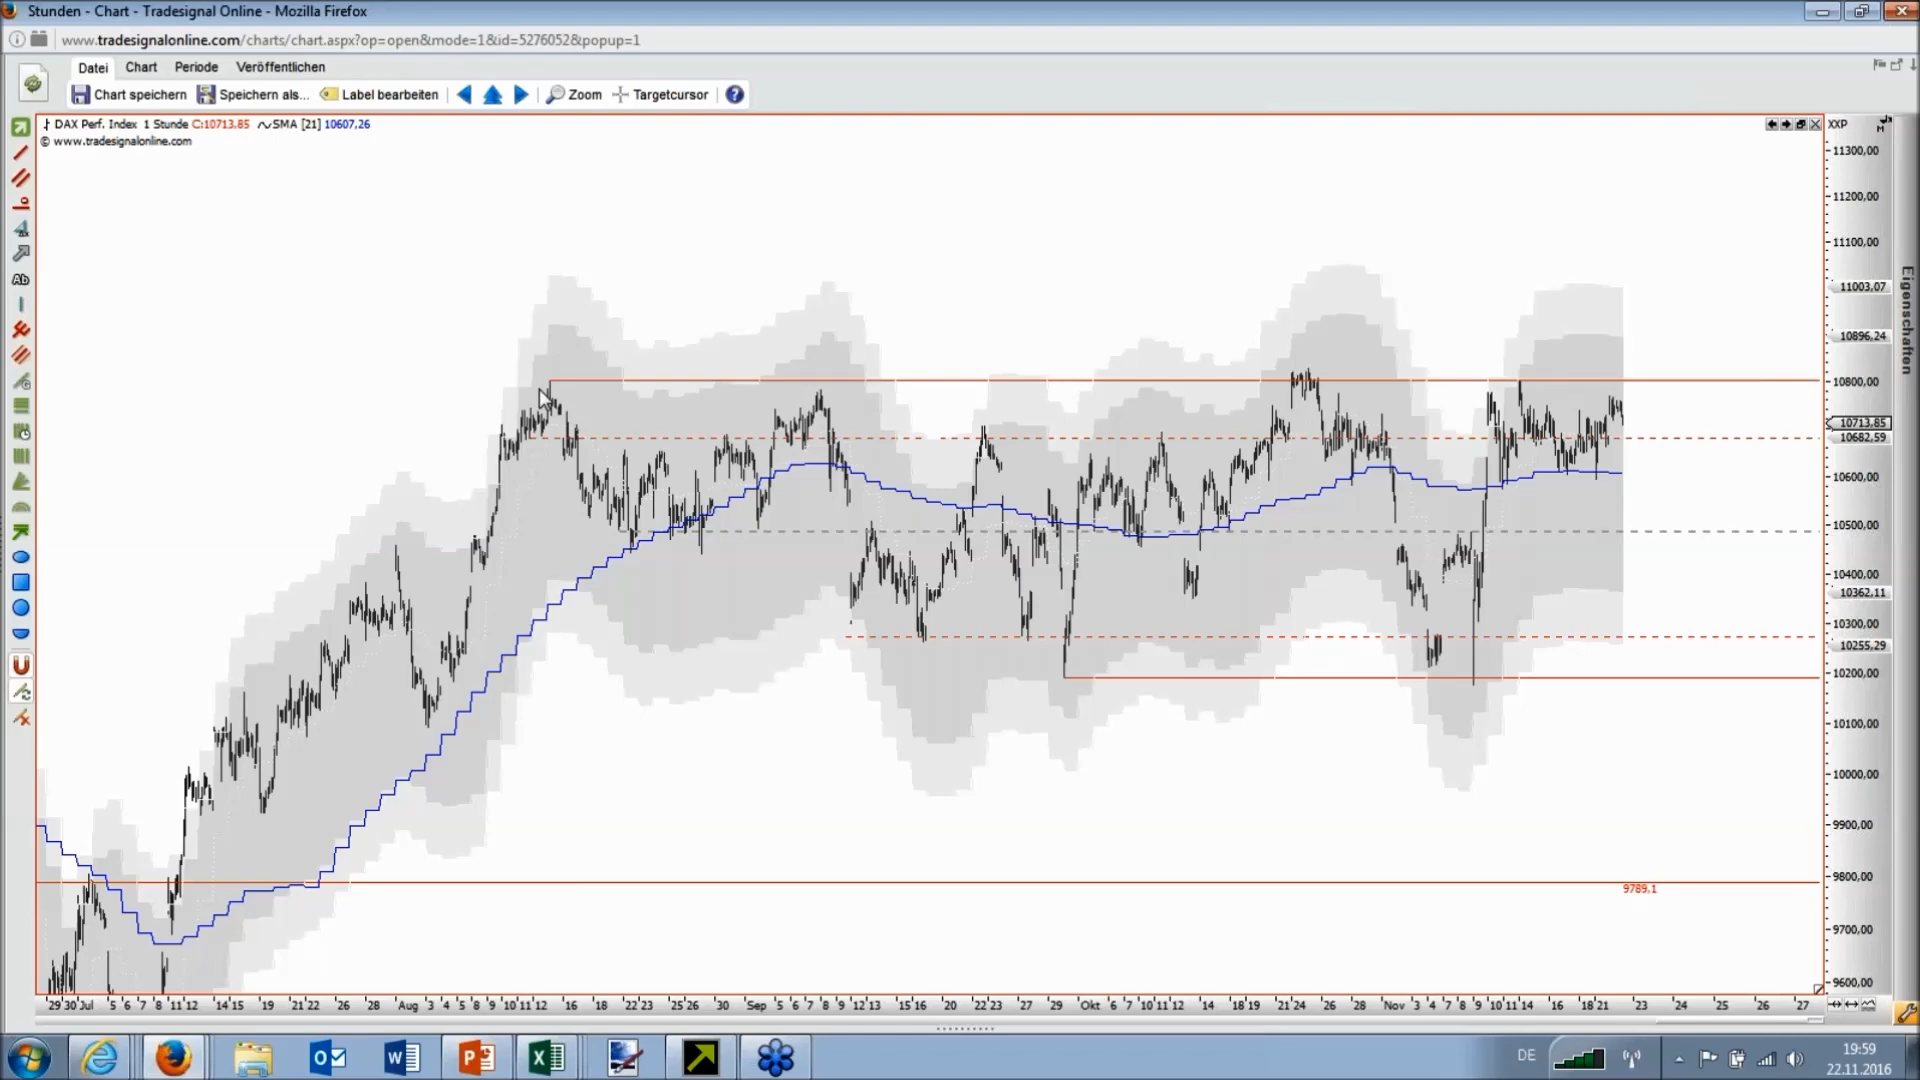 Stunden - Chart - Tradesignal Online - Mozilla Firefox
www.tradesignalonline.com/charts/chart.aspx?op=open&mode=1&id=5276052&popup=1
Datei Chart Periode Veröffentlichen
Chart speichern Speichern als... Label bearbeiten Zoom Targetcursor ?
DAX Perf. Index 1 Stunde C:10713,85 SMA [21] 10607,26 XXP
© www.tradesignalonline.com
11300,00
11200,00
11100,00
11003,07
Eigenschaften
Ab
10896,24
10800,00
10713,85
10682,59
10600,00
10500,00
10400,00
10362,11
10300,00
10255,29
10200,00
10100,00
10000,00
9900,00
9800,00
9789,1
9700,00
9600,00
29 30 Jul 5 6 7 8 11 12 14 15 19 21 22 26 28 Aug 3 4 5 8 9 10 11 12 16 18 22 23 25 26 30 Sep 5 6 7 8 9 12 13 15 16 20 22 23 27 29 Okt 6 7 10 11 12 14 18 19 21 24 26 28 Nov 3 4 7 8 9 10 11 14 16 18 21 23 24 25 26 27
DE 19:59
22.11.2016